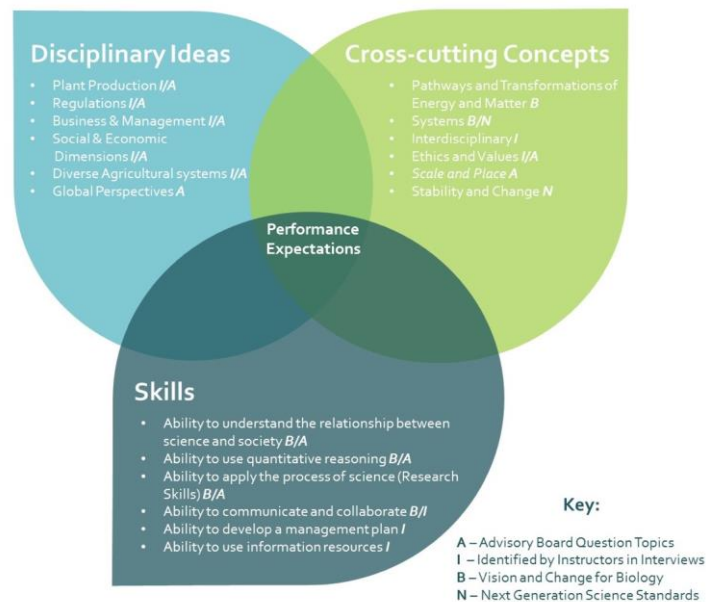 Disciplinary Ideas
• Plant Production I/A
• Regulations I/A
• Business & Management I/A
• Social & Economic
Dimensions I/A
• Diverse Agricultural systems I/A
• Global Perspectives A
Cross-cutting Concepts
• Pathways and Transformations of
Energy and Matter B
• Systems B/N
• Interdisciplinary I
• Ethics and Values I/A
• Scale and Place A
• Stability and Change N
Performance
Expectations
Skills
• Ability to understand the relationship between
science and society B/A
• Ability to use quantitative reasoning B/A
• Ability to apply the process of science (Research
Skills) B/A
• Ability to communicate and collaborate B/I
• Ability to develop a management plan I
• Ability to use information resources I
Key:
A – Advisory Board Question Topics
I – Identified by Instructors in Interviews
B – Vision and Change for Biology
N – Next Generation Science Standards